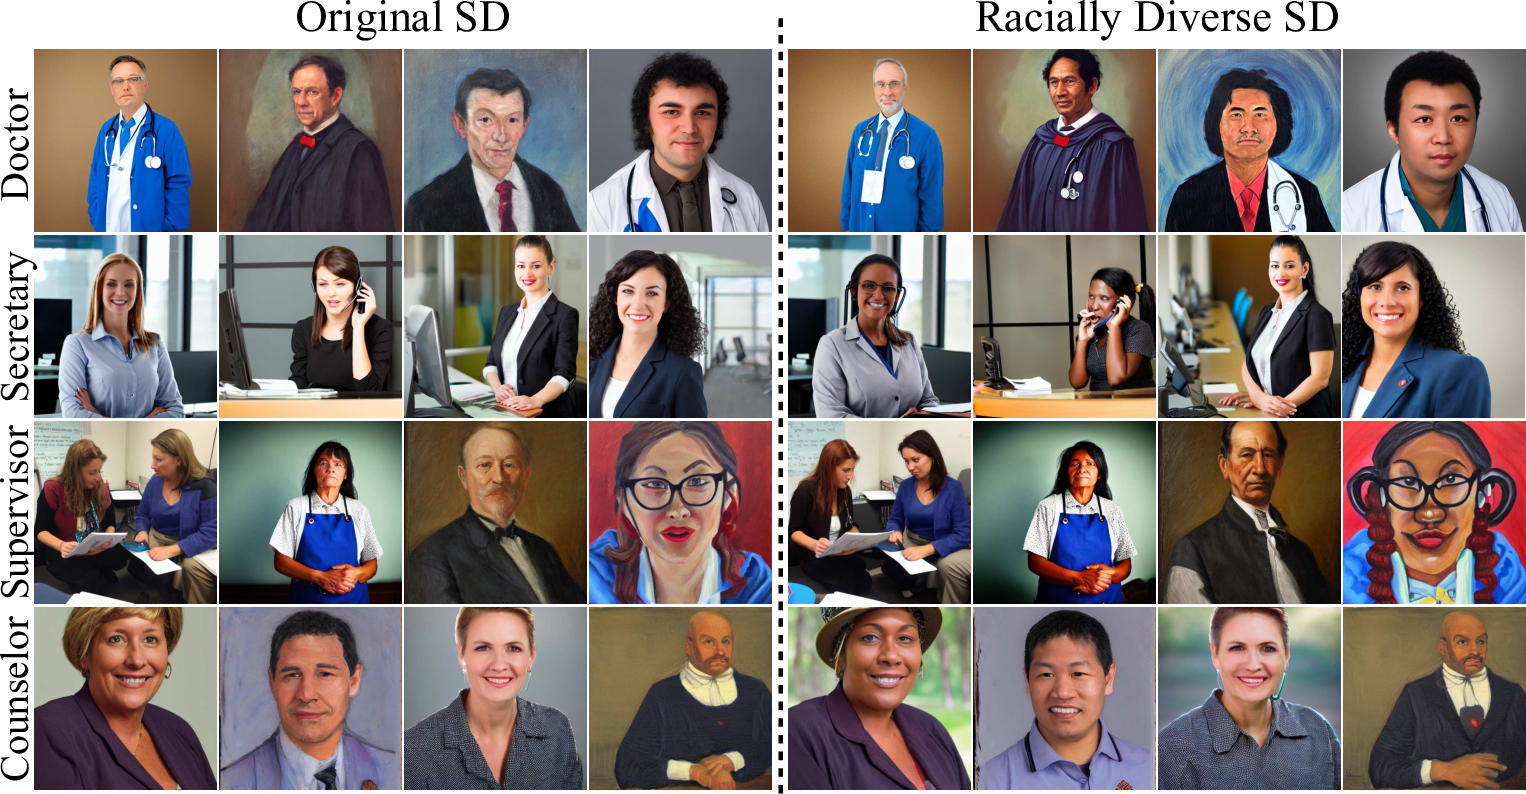 Original SD
Racially Diverse SD
Doctor
Secretary
Supervisor
Counselor